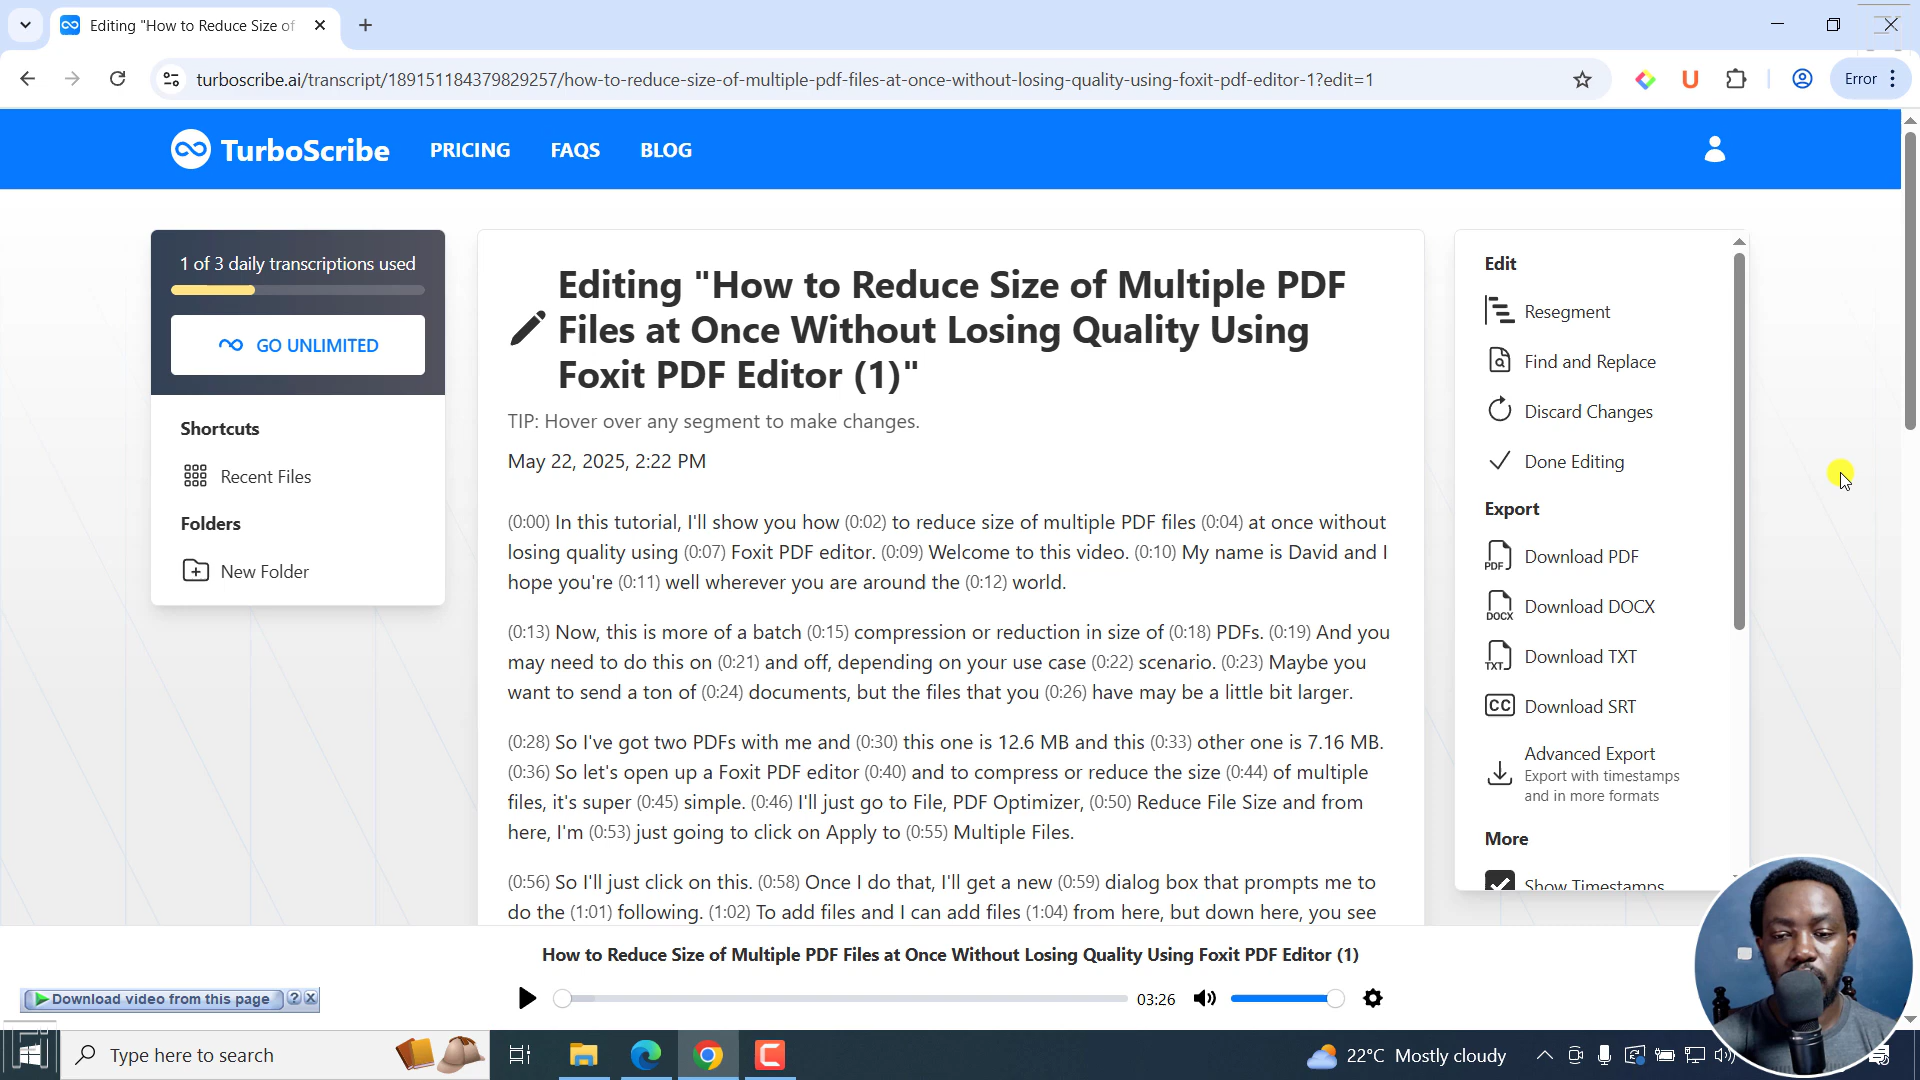 Editing "How to Reduce Size of
turboscribe.ai/transcript/189151184379829257/how-to-reduce-size-of-multiple-pdf-files-at-once-without-losing-quality-using-foxit-pdf-editor-1?edit=1
Error
TurboScribe
PRICING
FAQS
BLOG
1 of 3 daily transcriptions used
GO UNLIMITED
Shortcuts
Recent Files
Folders
New Folder
Editing "How to Reduce Size of Multiple PDF
Files at Once Without Losing Quality Using
Foxit PDF Editor (1)"
TIP: Hover over any segment to make changes.
May 22, 2025, 2:22 PM
(0:00) In this tutorial, I'll show you how (0:02) to reduce size of multiple PDF files (0:04) at once without
losing quality using (0:07) Foxit PDF editor. (0:09) Welcome to this video. (0:10) My name is David and I
hope you're (0:11) well wherever you are around the (0:12) world.
(0:13) Now, this is more of a batch (0:15) compression or reduction in size of (0:18) PDFs. (0:19) And you
may need to do this on (0:21) and off, depending on your use case (0:22) scenario. (0:23) Maybe you
want to send a ton of (0:24) documents, but the files that you (0:26) have may be a little bit larger.
(0:28) So I've got two PDFs with me and (0:30) this one is 12.6 MB and this (0:33) other one is 7.16 MB.
(0:36) So let's open up a Foxit PDF editor (0:40) and to compress or reduce the size (0:44) of multiple
files, it's super (0:45) simple. (0:46) I'll just go to File, PDF Optimizer, (0:50) Reduce File Size and from
here, I'm (0:53) just going to click on Apply to (0:55) Multiple Files.
(0:56) So I'll just click on this. (0:58) Once I do that, I'll get a new (0:59) dialog box that prompts me to
do the (1:01) following. (1:02) To add files and I can add files (1:04) from here, but down here, you see
Edit
Resegment
Find and Replace
Discard Changes
Done Editing
Export
PDF Download PDF
DOCX Download DOCX
TXT Download TXT
CC Download SRT
Advanced Export
Export with timestamps
and in more formats
More
Show Timestamps
How to Reduce Size of Multiple PDF Files at Once Without Losing Quality Using Foxit PDF Editor (1)
03:26
Download video from this page ?
Type here to search
22°C Mostly cloudy